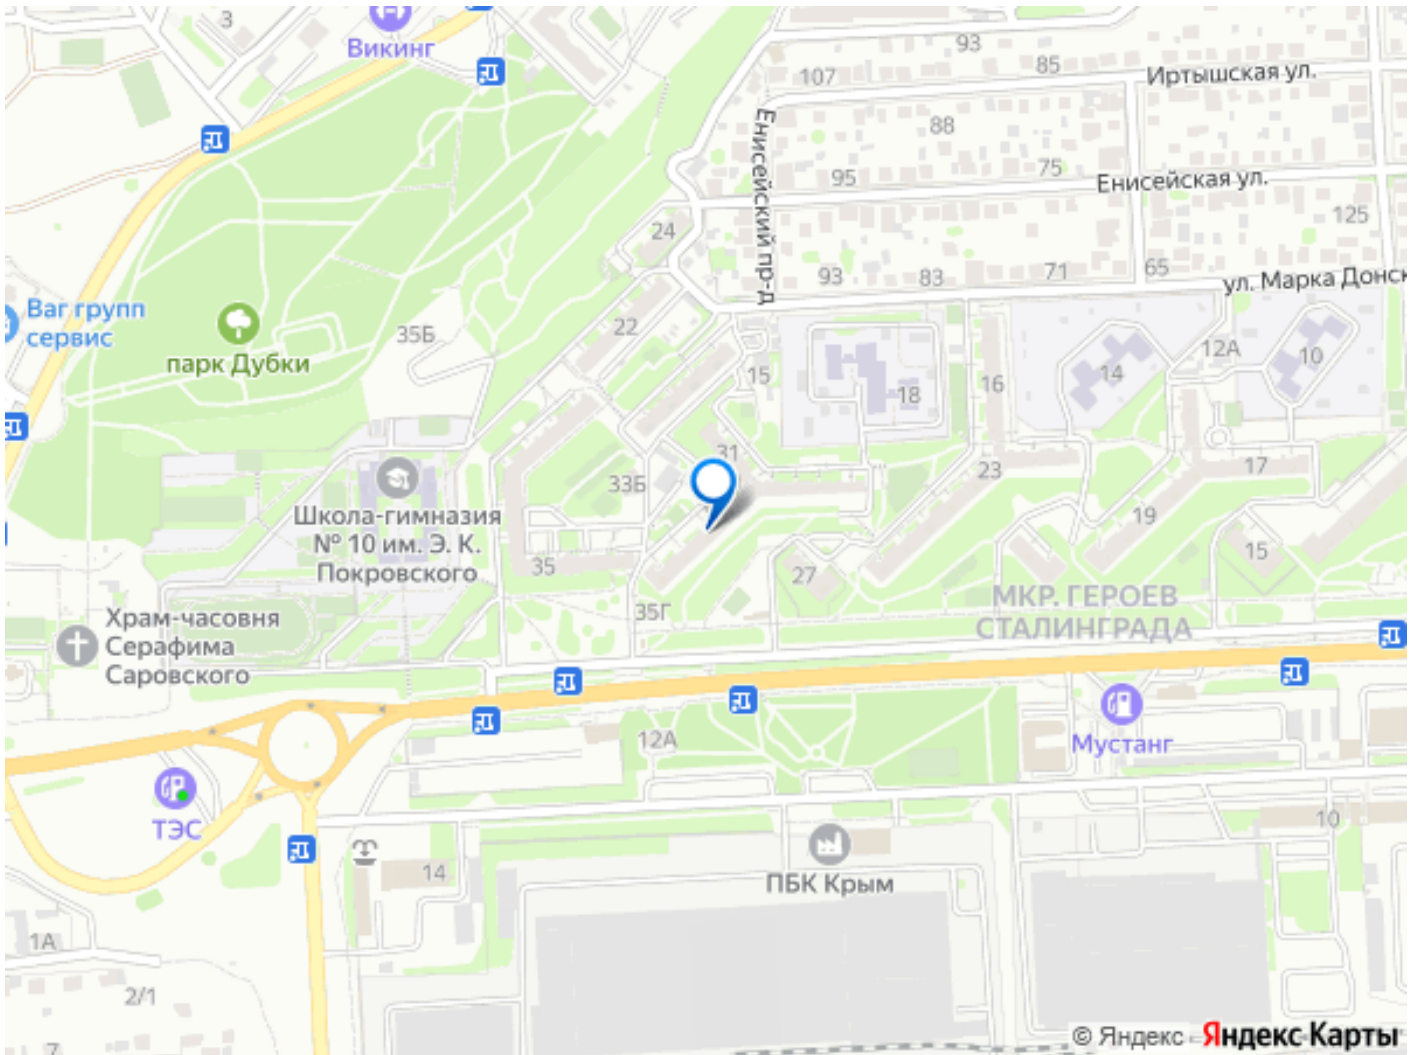 3
Викинг
93
85
107
Иртышская ул.
Енисейский пр-д
88
75
95
Енисейская ул.
125
24
65
93
83
71
ул. Марка Донск
Ваг групп
сервис
парк Дубки
35Б
22
12А
10
15
14
16
18
31
17
23
33Б
Школа-гимназия
№ 10 им. Э. К.
Покровского
19
15
35
27
МКР. ГЕРОЕВ
СТАЛИНГРАДА
35Г
Храм-часовня
Серафима
Саровского
12А
Мустанг
ТЭС
10
14
ПБК Крым
1А
2/1
7
© Яндекс - Яндекс Карты